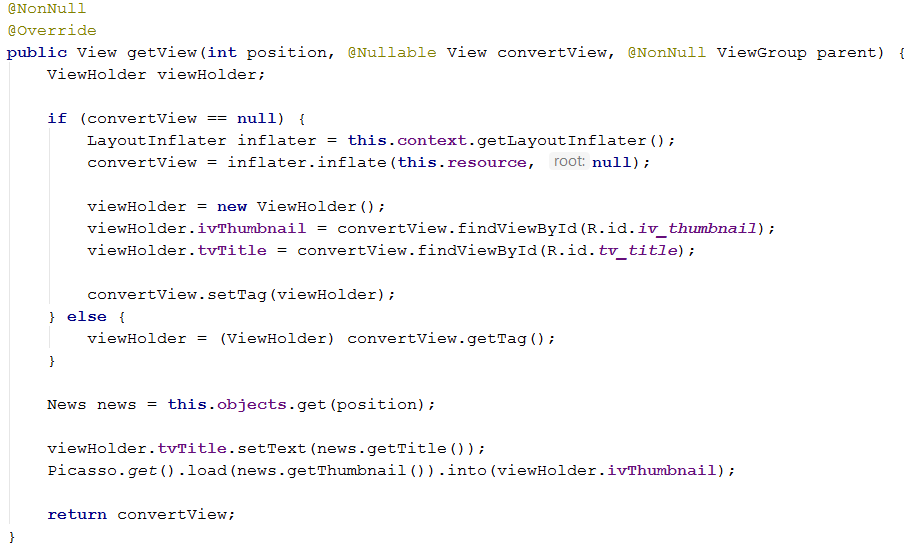 @NonNull
@Override
public View getView(int position, @Nullable View convertView, @NonNull ViewGroup parent) {
    ViewHolder viewHolder;

    if (convertView == null) {
        LayoutInflater inflater = this.context.getLayoutInflater();
        convertView = inflater.inflate(this.resource, root: null);

        viewHolder = new ViewHolder();
        viewHolder.ivThumbnail = convertView.findViewById(R.id.iv_thumbnail);
        viewHolder.tvTitle = convertView.findViewById(R.id.tv_title);

        convertView.setTag(viewHolder);
    } else {
        viewHolder = (ViewHolder) convertView.getTag();
    }

    News news = this.objects.get(position);

    viewHolder.tvTitle.setText(news.getTitle());
    Picasso.get().load(news.getThumbnail()).into(viewHolder.ivThumbnail);

    return convertView;
}